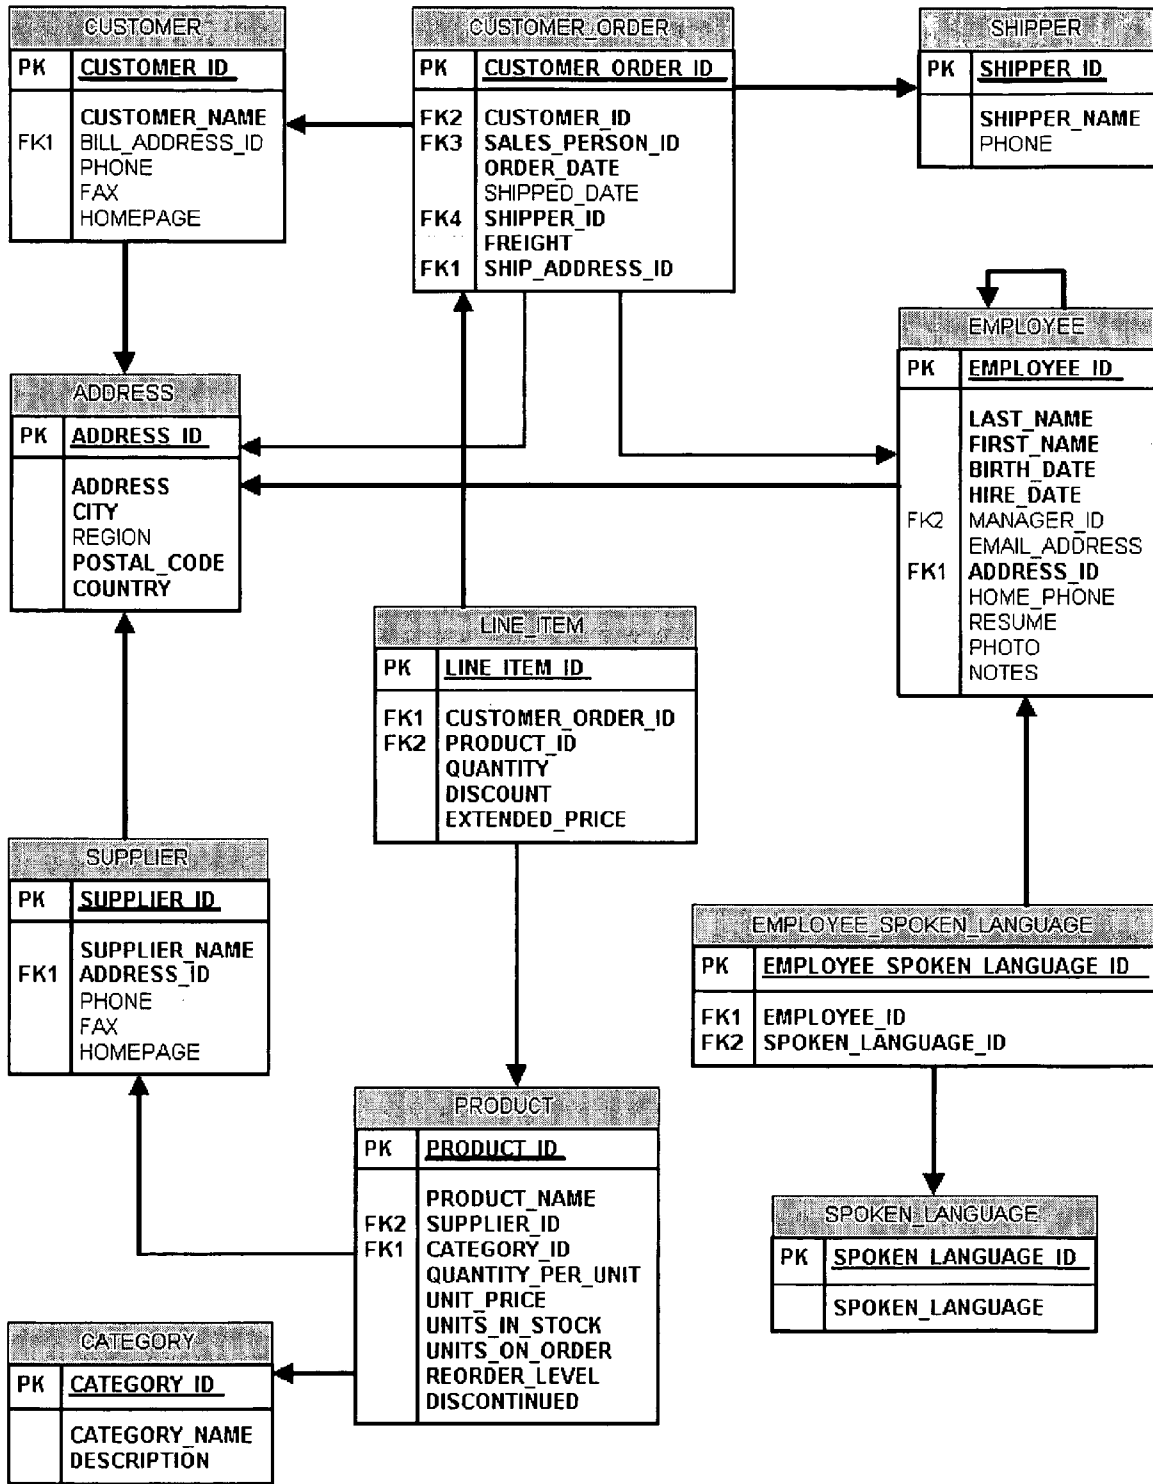 CUSTOMER
PK CUSTOMER_ID
CUSTOMER_NAME
FK1 BILL_ADDRESS_ID
PHONE
FAX
HOMEPAGE
CUSTOMER_ORDER
PK CUSTOMER_ORDER_ID
FK2 CUSTOMER_ID
FK3 SALES_PERSON_ID
ORDER_DATE
SHIPPED_DATE
FK4 SHIPPER_ID
FREIGHT
FK1 SHIP_ADDRESS_ID
SHIPPER
PK SHIPPER_ID
SHIPPER_NAME
PHONE
EMPLOYEE
PK EMPLOYEE_ID
LAST_NAME
FIRST_NAME
BIRTH_DATE
HIRE_DATE
FK2 MANAGER_ID
EMAIL_ADDRESS
FK1 ADDRESS_ID
HOME_PHONE
RESUME
PHOTO
NOTES
ADDRESS
PK ADDRESS_ID
ADDRESS
CITY
REGION
POSTAL_CODE
COUNTRY
LINE_ITEM
PK LINE_ITEM_ID
FK1 CUSTOMER_ORDER_ID
FK2 PRODUCT_ID
QUANTITY
DISCOUNT
EXTENDED_PRICE
SUPPLIER
PK SUPPLIER_ID
SUPPLIER_NAME
FK1 ADDRESS_ID
PHONE
FAX
HOMEPAGE
EMPLOYEE_SPOKEN_LANGUAGE
PK EMPLOYEE_SPOKEN_LANGUAGE_ID
FK1 EMPLOYEE_ID
FK2 SPOKEN_LANGUAGE_ID
PRODUCT
PK PRODUCT_ID
PRODUCT_NAME
FK2 SUPPLIER_ID
FK1 CATEGORY_ID
QUANTITY_PER_UNIT
UNIT_PRICE
UNITS_IN_STOCK
UNITS_ON_ORDER
REORDER_LEVEL
DISCONTINUED
SPOKEN_LANGUAGE
PK SPOKEN_LANGUAGE_ID
SPOKEN_LANGUAGE
CATEGORY
PK CATEGORY_ID
CATEGORY_NAME
DESCRIPTION